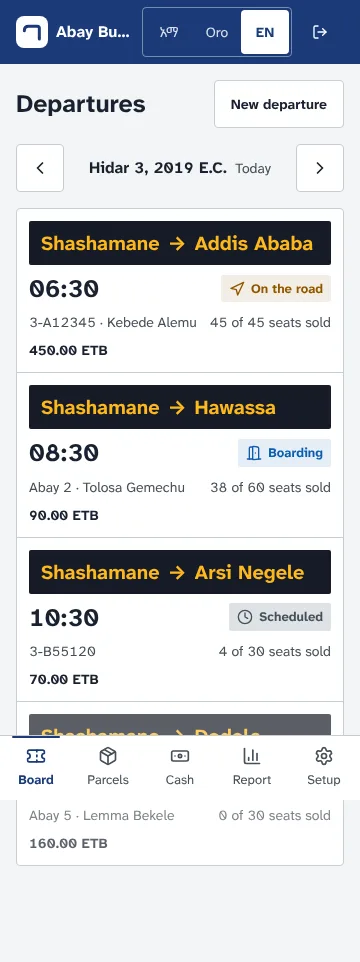 Abay Bu...
አማ
Oro
EN
Departures
New departure
Hidar 3, 2019 E.C. Today
Shashamane → Addis Ababa
06:30
On the road
3-A12345 · Kebede Alemu
45 of 45 seats sold
450.00 ETB
Shashamane → Hawassa
08:30
Boarding
Abay 2 · Tolosa Gemechu
38 of 60 seats sold
90.00 ETB
Shashamane → Arsi Negele
10:30
Scheduled
3-B55120
4 of 30 seats sold
70.00 ETB
Shashamane → Dodola
Board
Parcels
Cash
Report
Setup
Abay 5 · Lemma Bekele
0 of 30 seats sold
160.00 ETB